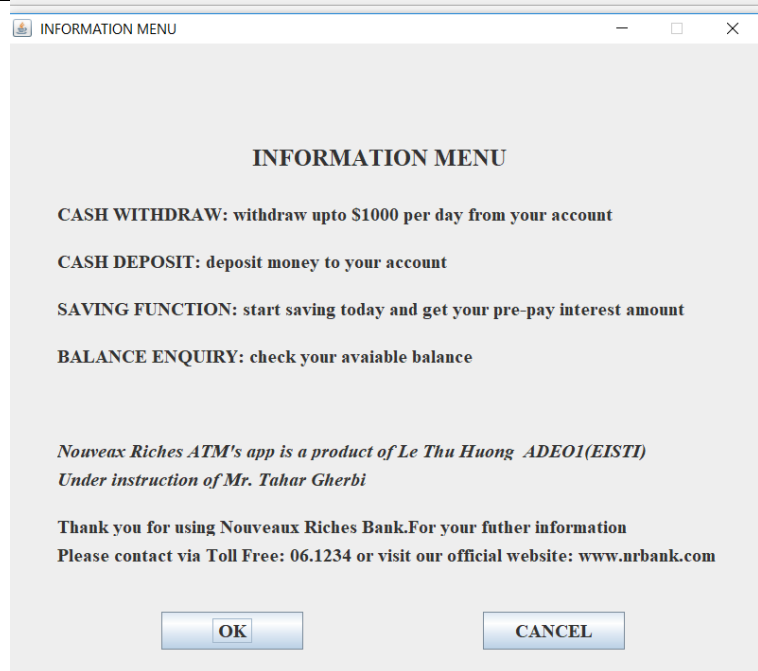 INFORMATION MENU
INFORMATION MENU
CASH WITHDRAW: withdraw upto $1000 per day from your account
CASH DEPOSIT: deposit money to your account
SAVING FUNCTION: start saving today and get your pre-pay interest amount
BALANCE ENQUIRY: check your avaiable balance
Nouveax Riches ATM's app is a product of Le Thu Huong  ADEO1(EISTI)
Under instruction of Mr. Tahar Gherbi
Thank you for using Nouveaux Riches Bank.For your futher information
Please contact via Toll Free: 06.1234 or visit our official website: www.nrbank.com
OK CANCEL